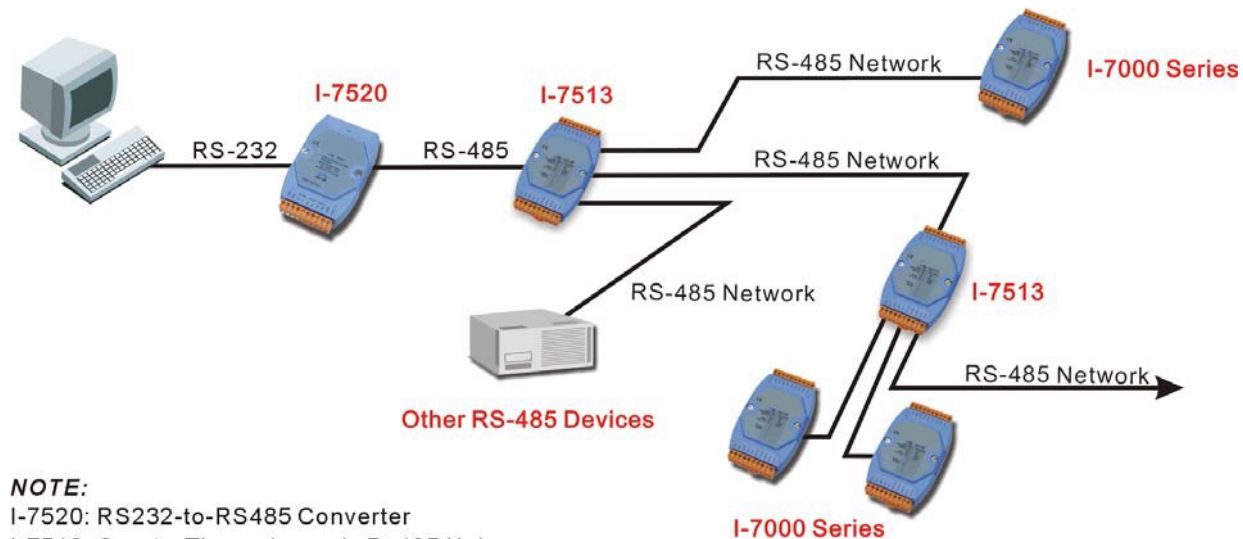 I-7520
I-7513
RS-485 Network
I-7000 Series
RS-232
RS-485
RS-485 Network
RS-485 Network
I-7513
Other RS-485 Devices
RS-485 Network
I-7000 Series
NOTE:
I-7520: RS232-to-RS485 Converter